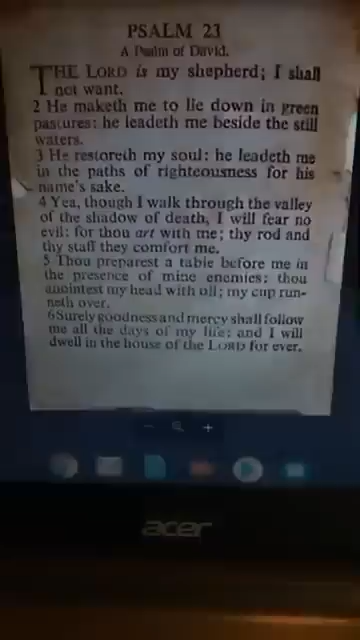 PSALM 23
A Psalm of David.
THE LORD is my shepherd; I shall
not want.
2 He maketh me to lie down in green
pastures: he leadeth me beside the still
waters.
3 He restoreth my soul: he leadeth me
in the paths of righteousness for his
name's sake.
4 Yea, though I walk through the valley
of the shadow of death, I will fear no
evil: for thou art with me; thy rod and
thy staff they comfort me.
5 Thou preparest a table before me in
the presence of mine enemies: thou
anointest my head with oil; my cup run-
neth over.
6 Surely goodness and mercy shall follow
me all the days of my life: and I will
dwell in the house of the LORD for ever.
acer